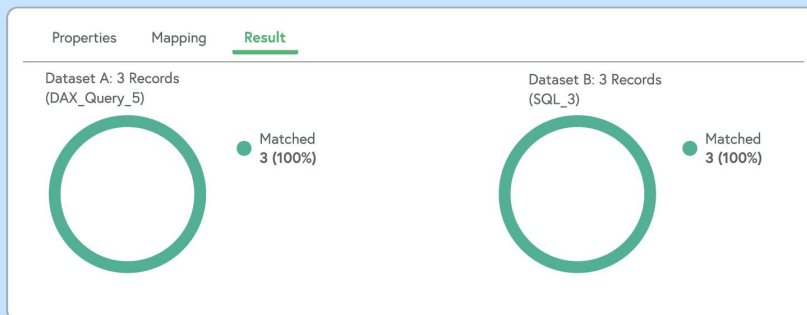 Properties Mapping Result
Dataset A: 3 Records
(DAX_Query_5)
Matched
3 (100%)
Dataset B: 3 Records
(SQL_3)
Matched
3 (100%)